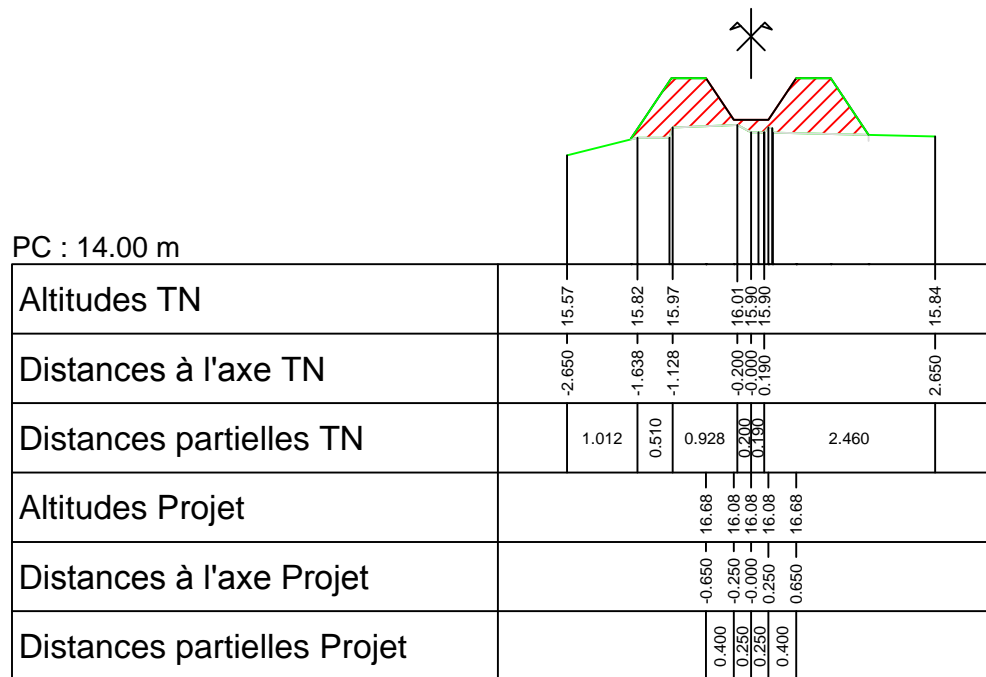 PC : 14.00 m
Altitudes TN
15.57 15.82 15.97 16.01 15.90 15.90 15.84
Distances à l'axe TN
-2.650 -1.638 -1.128 -0.200 -0.000 0.190 2.650
Distances partielles TN
1.012 0.510 0.928 0.200 0.190 2.460
Altitudes Projet
16.68 16.08 16.08 16.08 16.68
Distances à l'axe Projet
-0.650 -0.250 -0.000 0.250 0.650
Distances partielles Projet
0.400 0.250 0.250 0.400